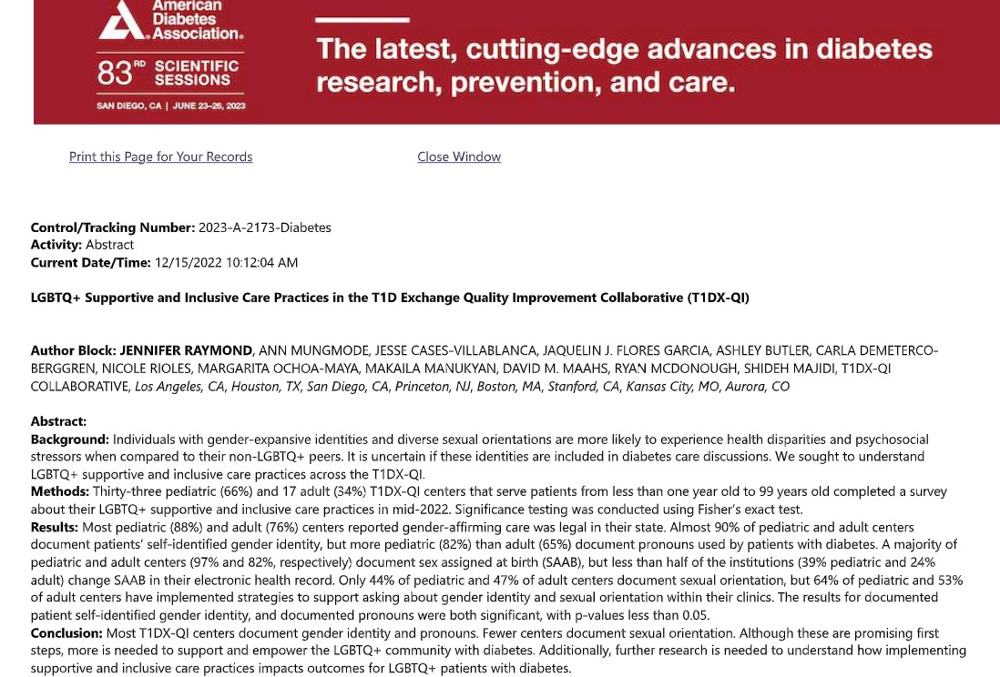 American
Diabetes
Association®
83RD SCIENTIFIC
SESSIONS
SAN DIEGO, CA | JUNE 23-26, 2023
The latest, cutting-edge advances in diabetes
research, prevention, and care.
Print this Page for Your Records
Close Window
Control/Tracking Number: 2023-A-2173-Diabetes
Activity: Abstract
Current Date/Time: 12/15/2022 10:12:04 AM
LGBTQ+ Supportive and Inclusive Care Practices in the T1D Exchange Quality Improvement Collaborative (T1DX-QI)
Author Block: JENNIFER RAYMOND, ANN MUNGMODE, JESSE CASES-VILLABLANCA, JAQUELIN J. FLORES GARCIA, ASHLEY BUTLER, CARLA DEMETERCO-
BERGGREN, NICOLE RIOLES, MARGARITA OCHOA-MAYA, MAKAILA MANUKYAN, DAVID M. MAAHS, RYAN MCDONOUGH, SHIDEH MAJIDI, T1DX-QI
COLLABORATIVE, Los Angeles, CA, Houston, TX, San Diego, CA, Princeton, NJ, Boston, MA, Stanford, CA, Kansas City, MO, Aurora, CO
Abstract:
Background: Individuals with gender-expansive identities and diverse sexual orientations are more likely to experience health disparities and psychosocial
stressors when compared to their non-LGBTQ+ peers. It is uncertain if these identities are included in diabetes care discussions. We sought to understand
LGBTQ+ supportive and inclusive care practices across the T1DX-QI.
Methods: Thirty-three pediatric (66%) and 17 adult (34%) T1DX-QI centers that serve patients from less than one year old to 99 years old completed a survey
about their LGBTQ+ supportive and inclusive care practices in mid-2022. Significance testing was conducted using Fisher's exact test.
Results: Most pediatric (88%) and adult (76%) centers reported gender-affirming care was legal in their state. Almost 90% of pediatric and adult centers
document patients' self-identified gender identity, but more pediatric (82%) than adult (65%) document pronouns used by patients with diabetes. A majority of
pediatric and adult centers (97% and 82%, respectively) document sex assigned at birth (SAAB), but less than half of the institutions (39% pediatric and 24%
adult) change SAAB in their electronic health record. Only 44% of pediatric and 47% of adult centers document sexual orientation, but 64% of pediatric and 53%
of adult centers have implemented strategies to support asking about gender identity and sexual orientation within their clinics. The results for documented
patient self-identified gender identity, and documented pronouns were both significant, with p-values less than 0.05.
Conclusion: Most T1DX-QI centers document gender identity and pronouns. Fewer centers document sexual orientation. Although these are promising first
steps, more is needed to support and empower the LGBTQ+ community with diabetes. Additionally, further research is needed to understand how implementing
supportive and inclusive care practices impacts outcomes for LGBTQ+ patients with diabetes.